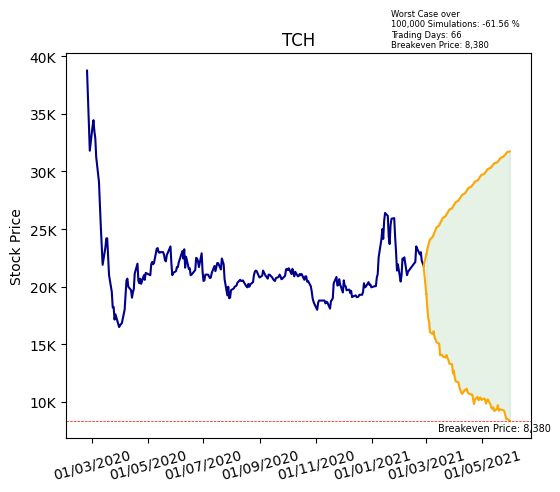 Worst Case over
100,000 Simulations: -61.56 %
Trading Days: 66
Breakeven Price: 8,380
TCH
Stock Price
40K
35K
30K
25K
20K
15K
10K
Breakeven Price: 8,380
01/03/2020 01/05/2020 01/07/2020 01/09/2020 01/11/2020 01/01/2021 01/03/2021 01/05/2021